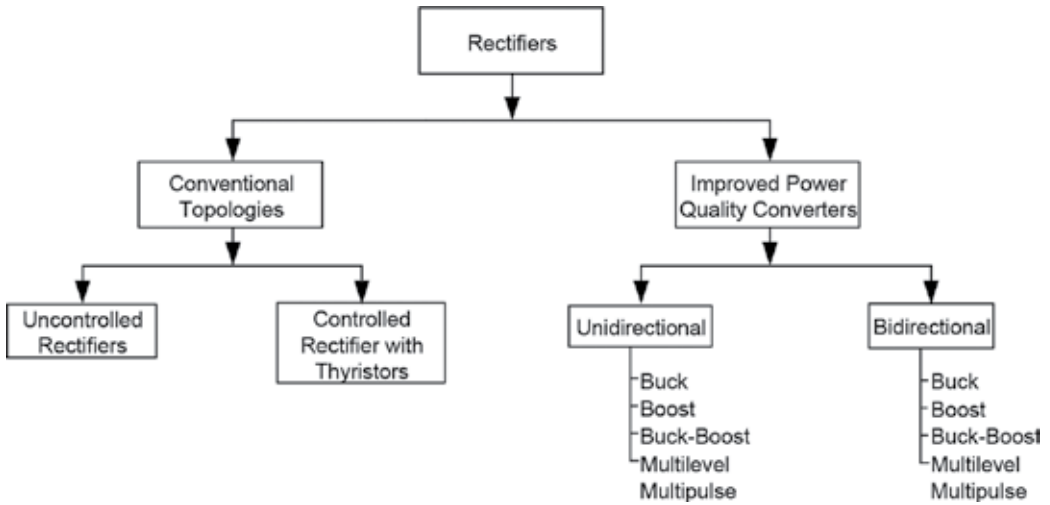 Rectifiers
Conventional
Topologies
Improved Power
Quality Converters
Uncontrolled
Rectifiers
Controlled
Rectifier with
Thyristors
Unidirectional
Bidirectional
Buck
Boost
Buck-Boost
Multilevel
Multipulse
Buck
Boost
Buck-Boost
Multilevel
Multipulse